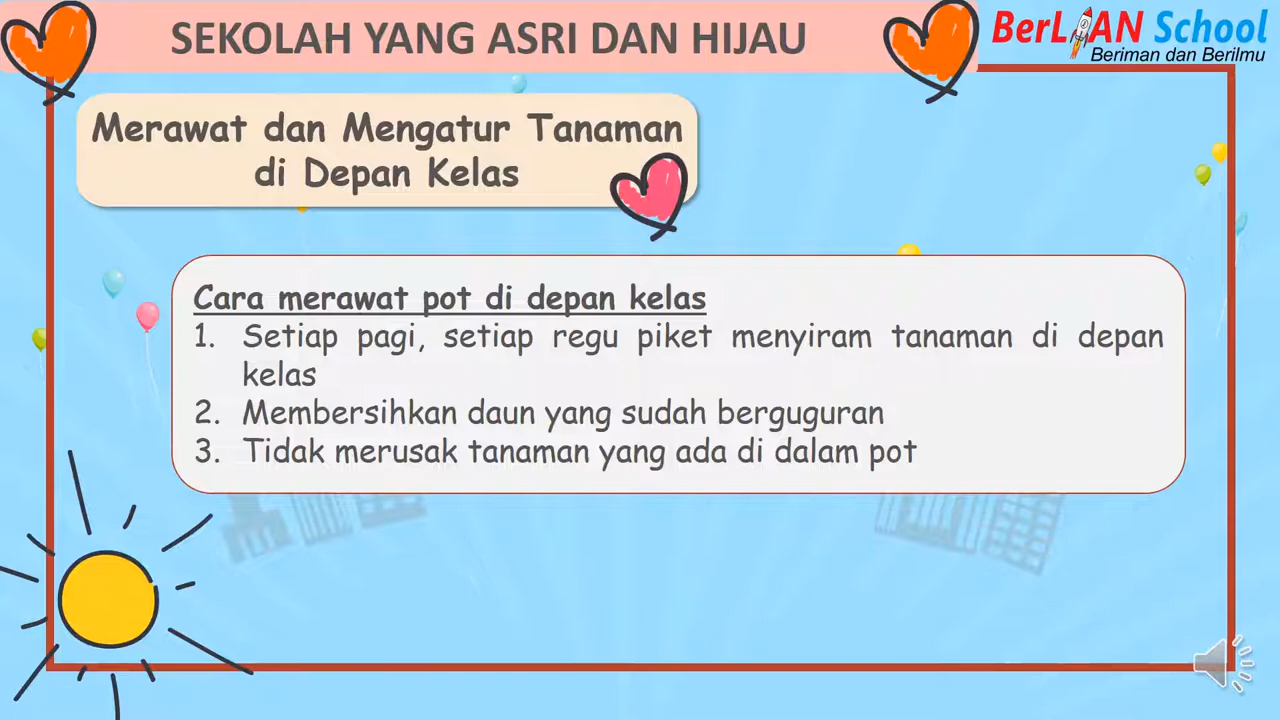 SEKOLAH YANG ASRI DAN HIJAU
BerLIAN School
Beriman dan Berilmu
Merawat dan Mengatur Tanaman
di Depan Kelas
Cara merawat pot di depan kelas
1. Setiap pagi, setiap regu piket menyiram tanaman di depan
kelas
2. Membersihkan daun yang sudah berguguran
3. Tidak merusak tanaman yang ada di dalam pot